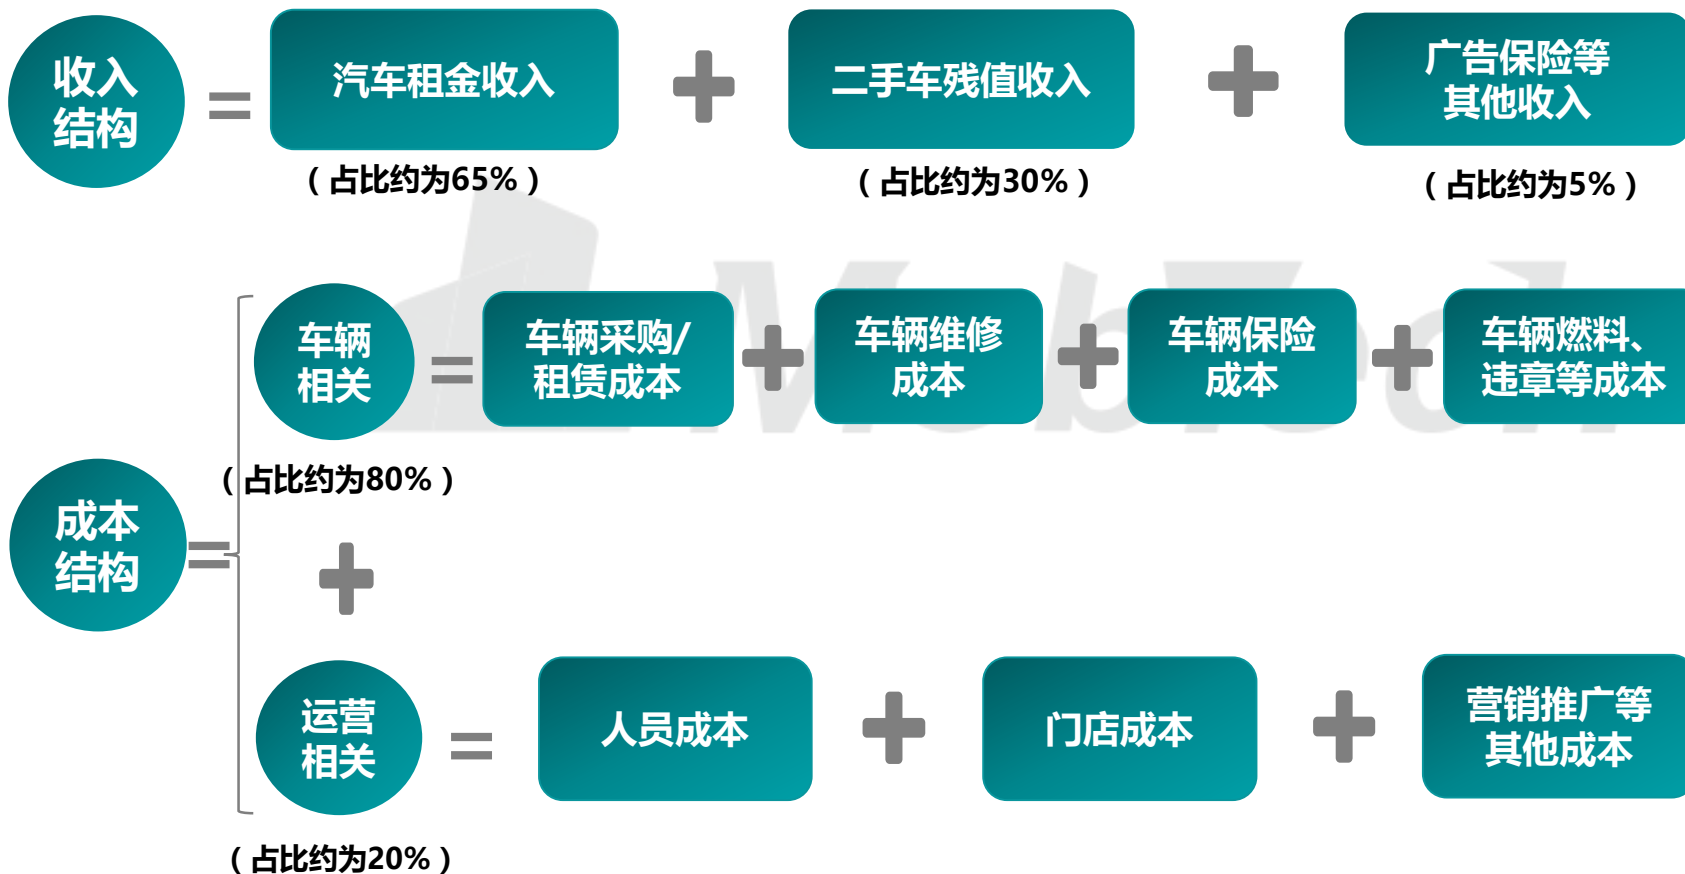 收入
结构
=
汽车租金收入
+
二手车残值收入
+
广告保险等
其他收入
（占比约为65%）
（占比约为30%）
（占比约为5%）
MobTech
车辆
相关
=
车辆采购/
租赁成本
+
车辆维修
成本
+
车辆保险
成本
+
车辆燃料、
违章等成本
（占比约为80%）
成本
结构
=
+
运营
相关
=
人员成本
+
门店成本
+
营销推广等
其他成本
（占比约为20%）